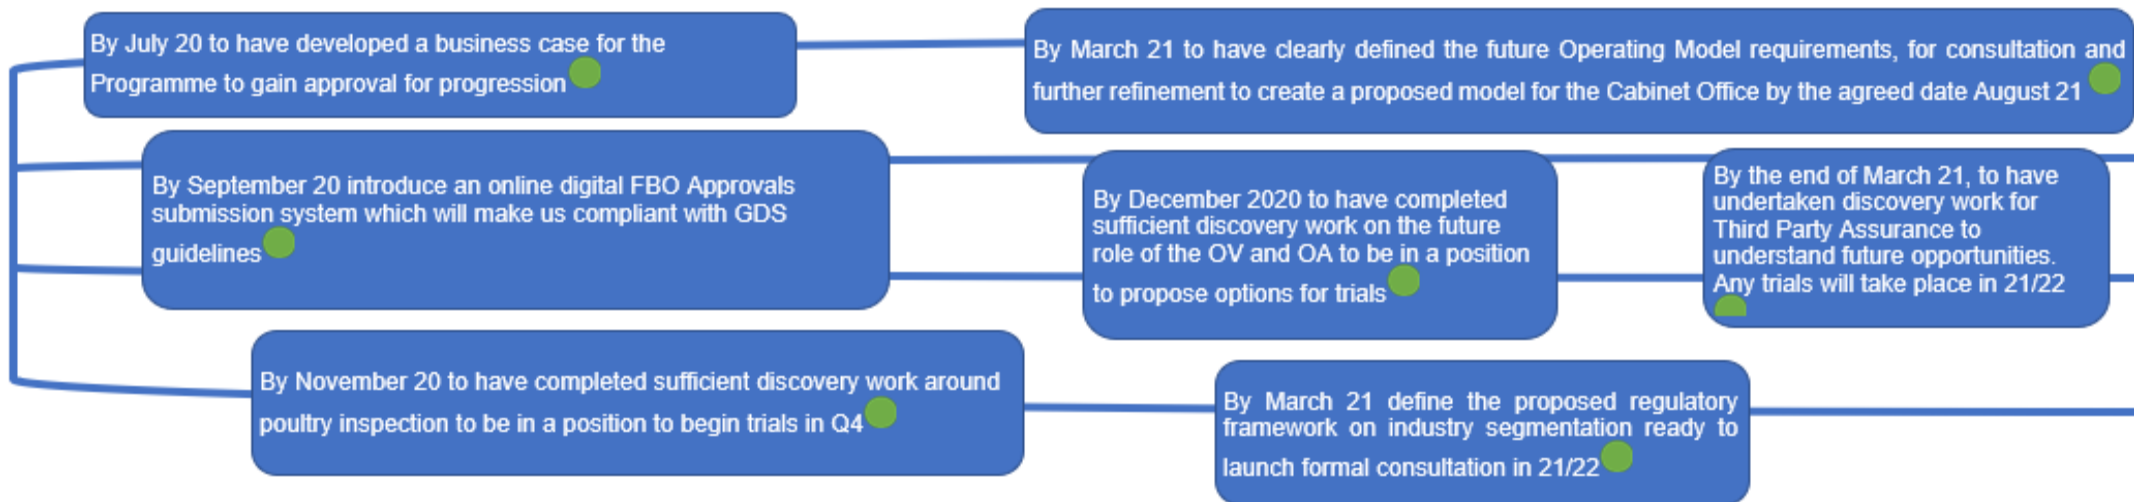 By July 20 to have developed a business case for the
Programme to gain approval for progression
By March 21 to have clearly defined the future Operating Model requirements, for consultation and
further refinement to create a proposed model for the Cabinet Office by the agreed date August 21
By September 20 introduce an online digital FBO Approvals
submission system which will make us compliant with GDS
guidelines
By December 2020 to have completed
sufficient discovery work on the future
role of the OV and OA to be in a position
to propose options for trials
By the end of March 21, to have
undertaken discovery work for
Third Party Assurance to
understand future opportunities.
Any trials will take place in 21/22
By November 20 to have completed sufficient discovery work around
poultry inspection to be in a position to begin trials in Q4
By March 21 define the proposed regulatory
framework on industry segmentation ready to
launch formal consultation in 21/22